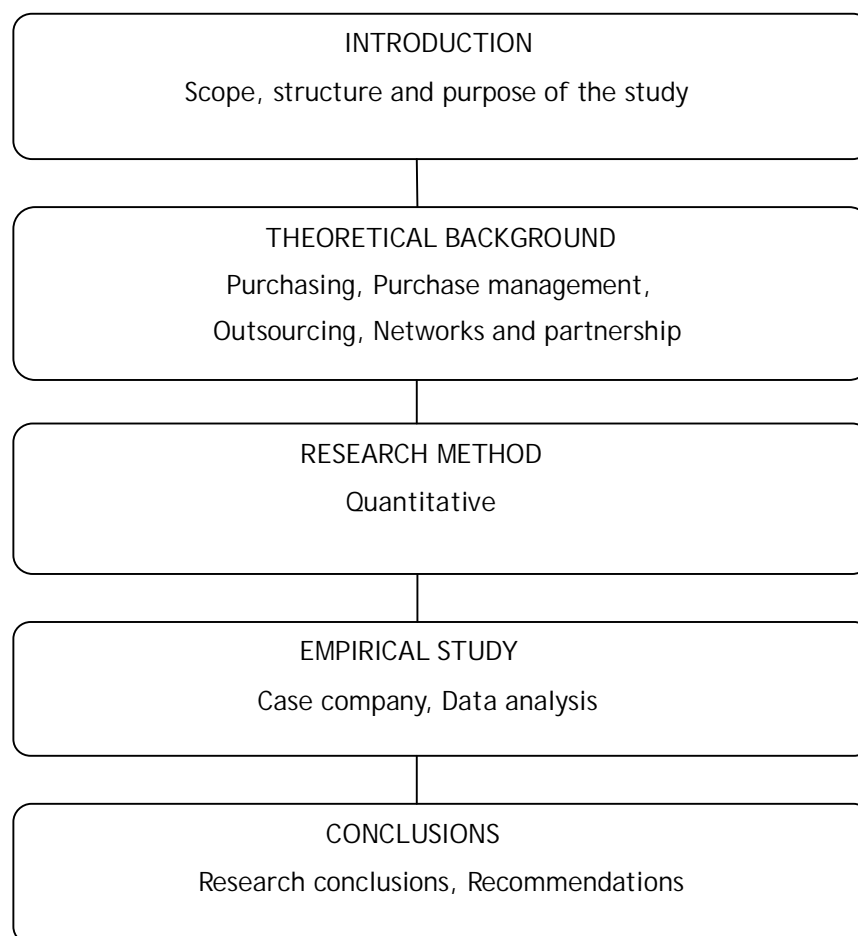 INTRODUCTION
Scope, structure and purpose of the study
THEORETICAL BACKGROUND
Purchasing, Purchase management,
Outsourcing, Networks and partnership
RESEARCH METHOD
Quantitative
EMPIRICAL STUDY
Case company, Data analysis
CONCLUSIONS
Research conclusions, Recommendations